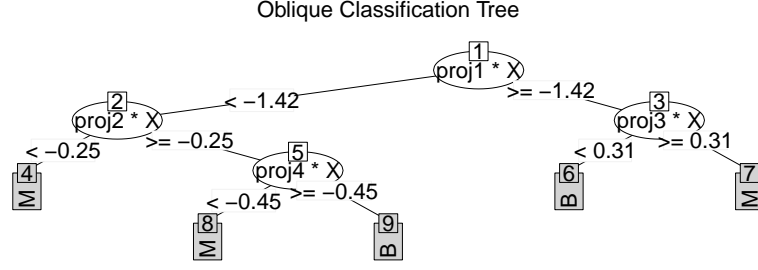 Oblique Classification Tree
1
proj1 * X
< −1.42
>= −1.42
2
proj2 * X
3
proj3 * X
< −0.25
>= −0.25
< 0.31
>= 0.31
4
M
5
proj4 * X
6
B
7
M
< −0.45
>= −0.45
8
M
9
B